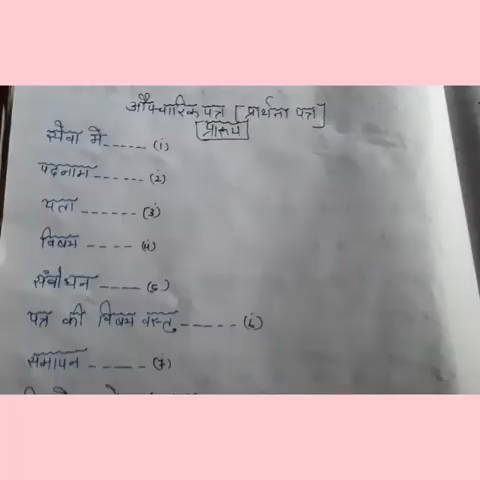 औपचारिक पत्र [प्रार्थना पत्र]
प्रारूप
सेवा में------(1)
पदनाम------(2)
पता------(3)
विषय----(4)
संबोधन----(5)
पत्र की विषय वस्तु-----(6)
समापन-----(7)